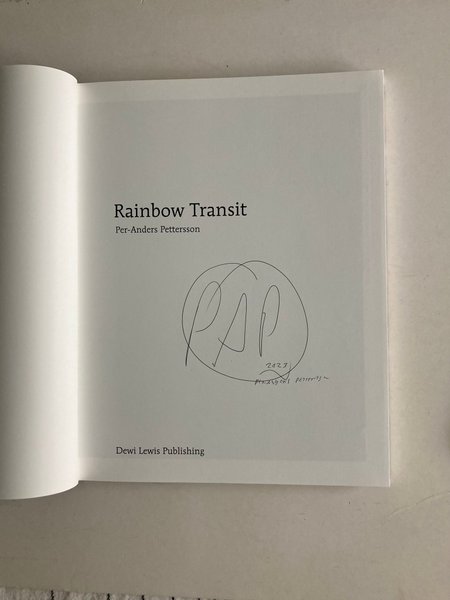 Rainbow Transit
Per-Anders Pettersson
PAP
2023
Dewi Lewis Publishing